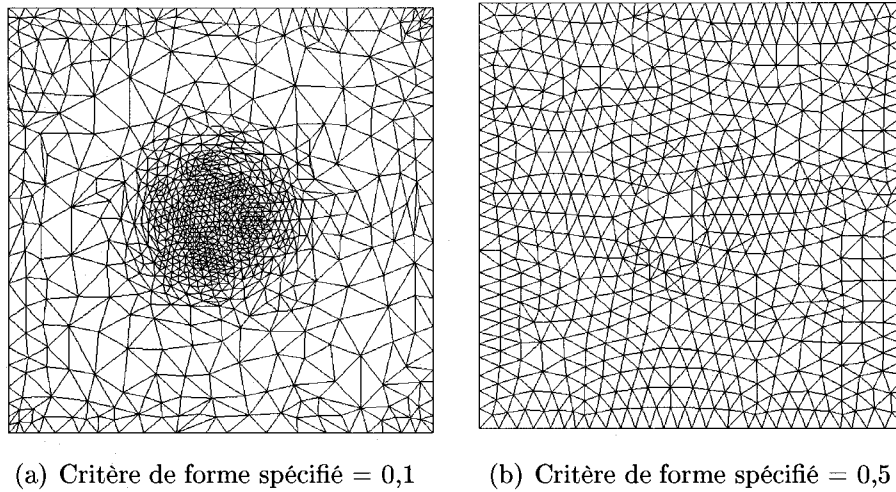 (a) Critère de forme spécifié = 0,1
(b) Critère de forme spécifié = 0,5